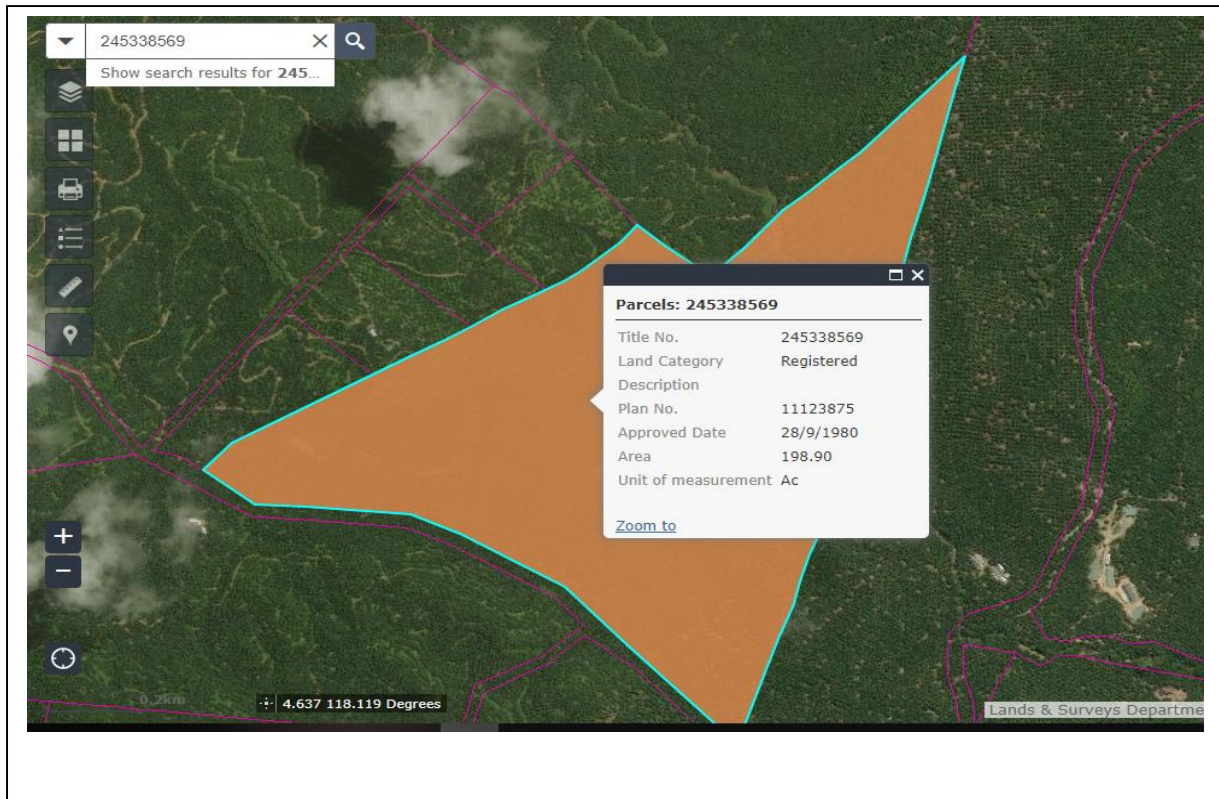 245338569
Show search results for 245...
Parcels: 245338569
Title No. 245338569
Land Category Registered
Description
Plan No. 11123875
Approved Date 28/9/1980
Area 198.90
Unit of measurement Ac
Zoom to
0.2km
4.637 118.119 Degrees
Lands & Surveys Departme